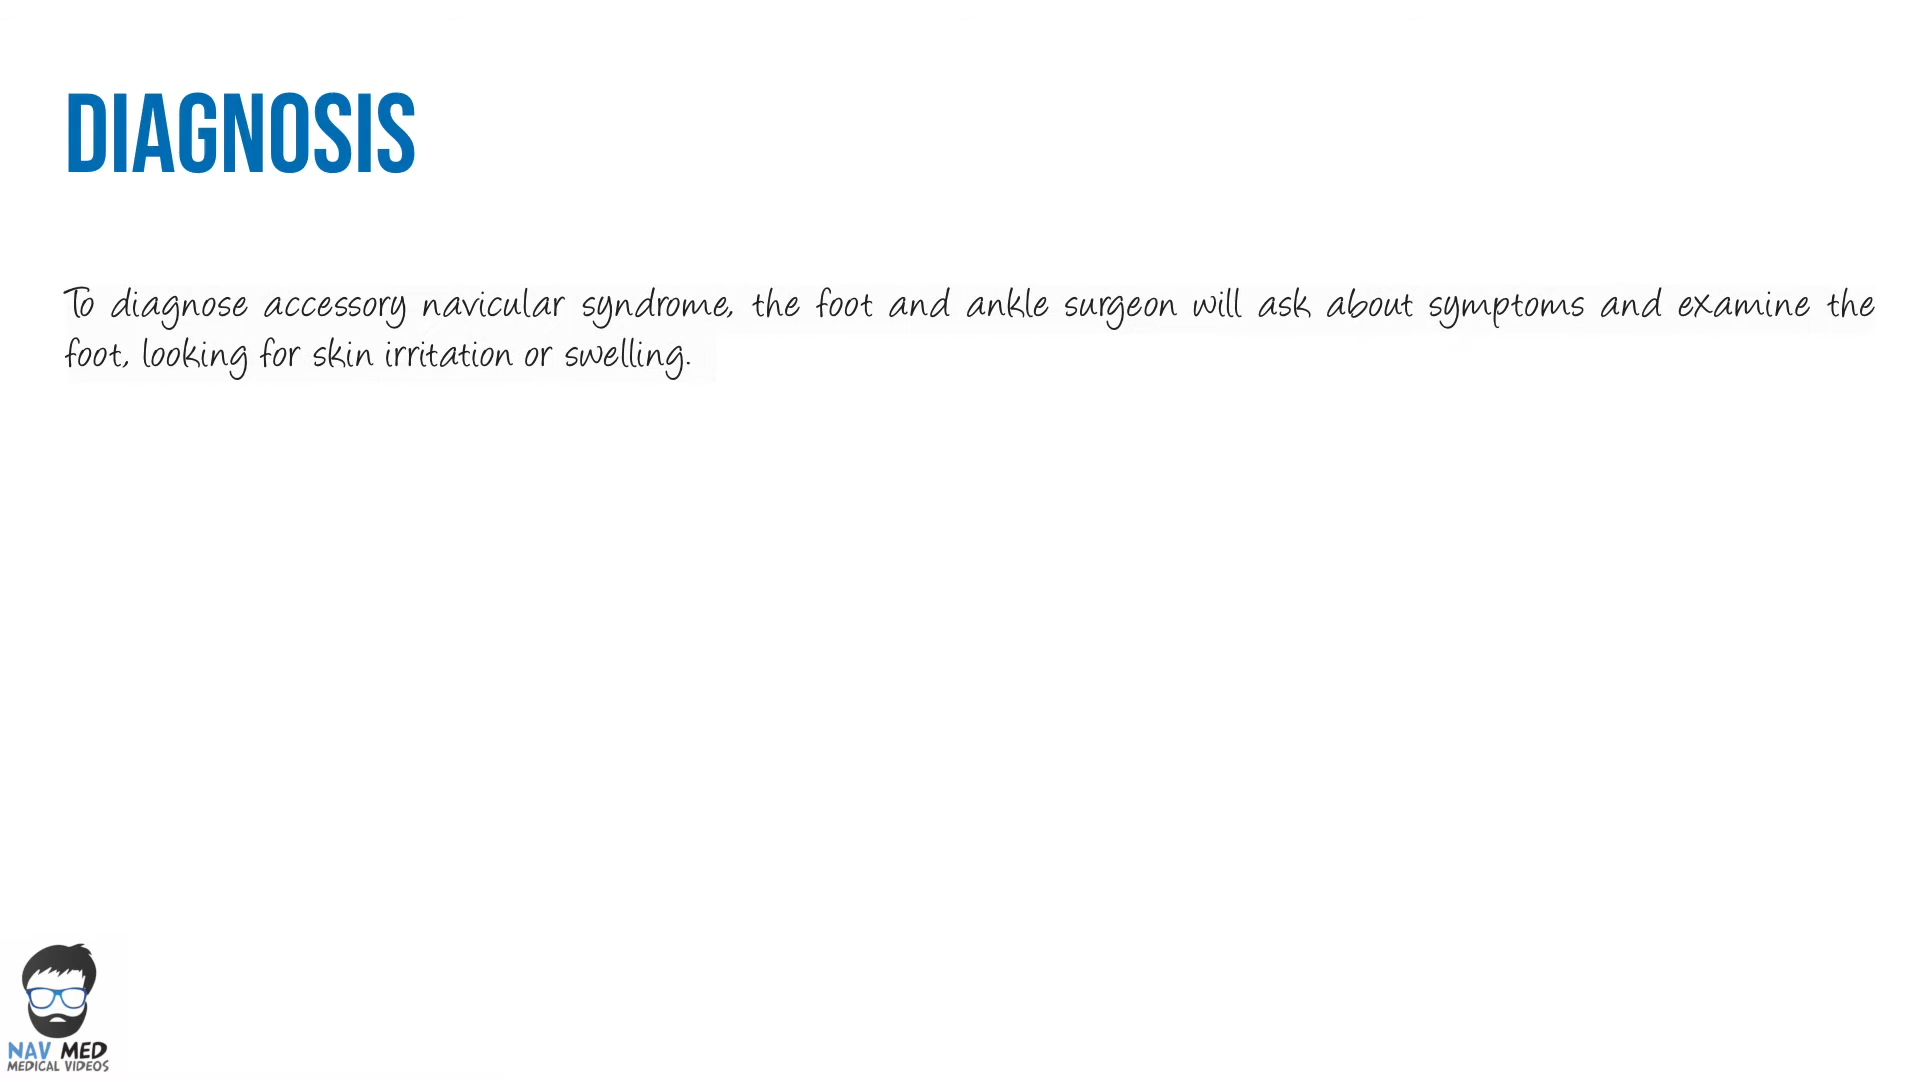 DIAGNOSIS
To diagnose accessory navicular syndrome, the foot and ankle surgeon will ask about symptoms and examine the
foot, looking for skin irritation or swelling.
NAV MED
MEDICAL VIDEOS